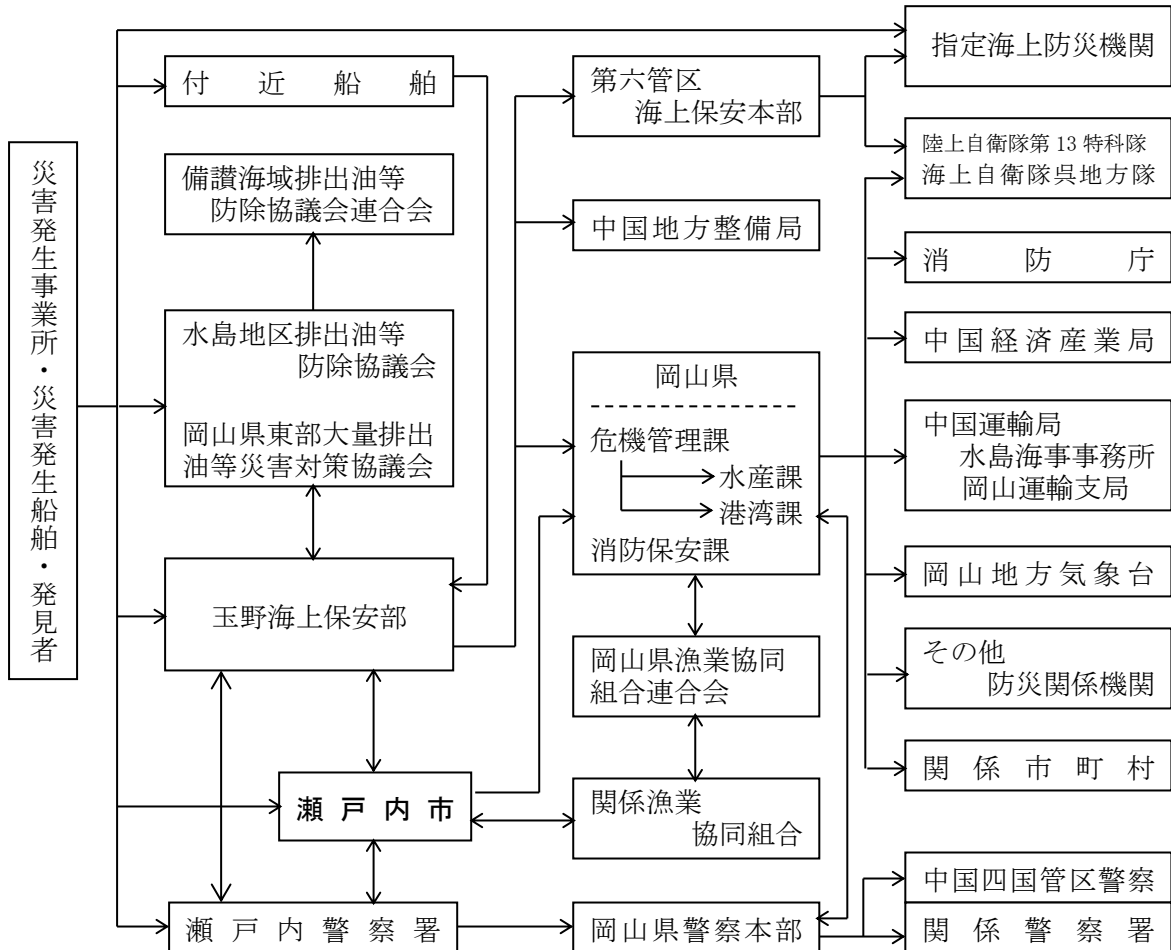 災害発生事業所・災害発生船舶・発見者
付近船舶
備讃海域排出油等
防除協議会連合会
水島地区排出油等
防除協議会
岡山県東部大量排出
油等災害対策協議会
玉野海上保安部
瀬戸内市
瀬戸内警察署
第六管区
海上保安本部
中国地方整備局
岡山県
危機管理課
水産課
港湾課
消防保安課
岡山県漁業協同
組合連合会
関係漁業
協同組合
岡山県警察本部
指定海上防災機関
陸上自衛隊第13特科隊
海上自衛隊呉地方隊
消防庁
中国経済産業局
中国運輸局
水島海事事務所
岡山運輸支局
岡山地方気象台
その他
防災関係機関
関係市町村
中国四国管区警察
関係警察署